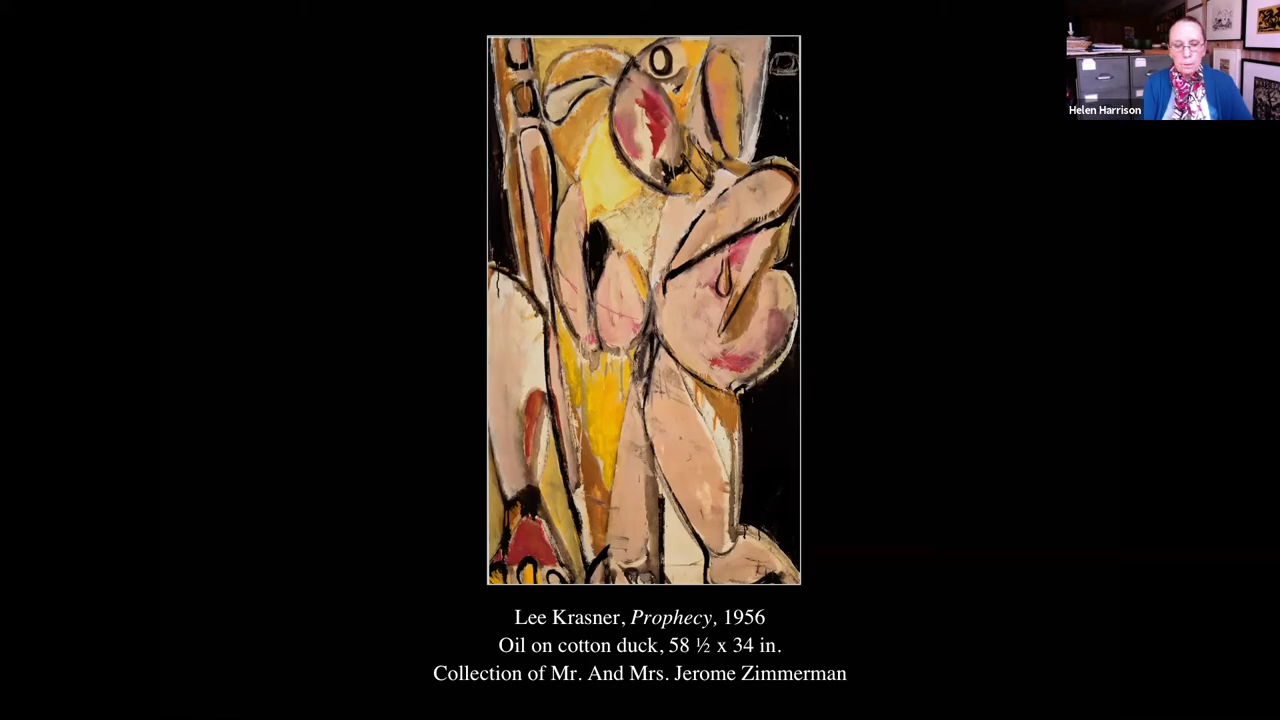 Helen Harrison
Lee Krasner, Prophecy, 1956
Oil on cotton duck, 58 ½ x 34 in.
Collection of Mr. And Mrs. Jerome Zimmerman